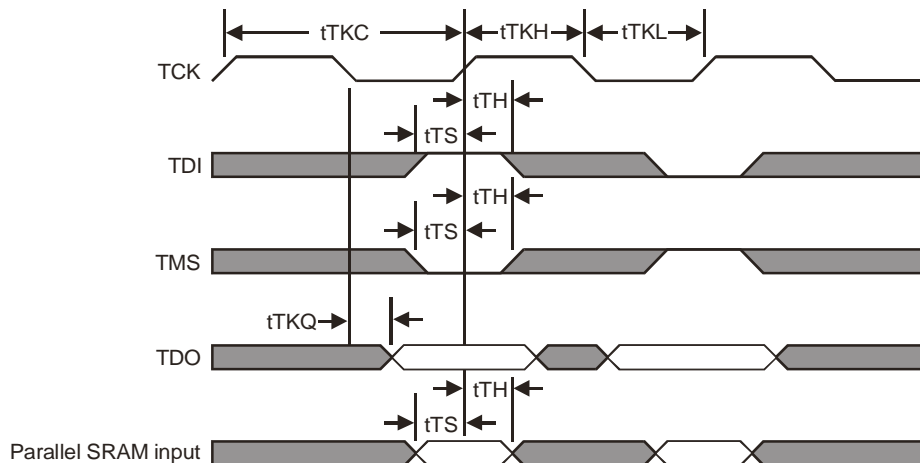 tTKC
tTKH
tTKL
TCK
tTH
tTS
TDI
tTH
tTS
TMS
tTKQ
TDO
tTH
tTS
Parallel SRAM input